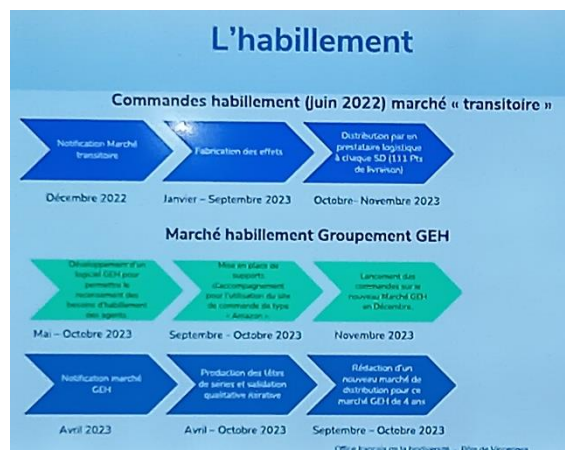 L'habillement
Commandes habillement (Juin 2022) marché « transitoire »
Notification Marché
transitoire
Fabrication des effets
Distribution par un
prestataire logistique
à chaque SD (111 Pts
de livraison)
Décembre 2022
Janvier – Septembre 2023
Octobre– Novembre 2023
Marché habillement Groupement GEH
Développement d'un
logiciel GEH pour
permettre le
recensement des
besoins d'habillement
des agents.
Mise en place de
supports
d'accompagnement
pour l'utilisation du site
de commande de type
« Amazon »
Lancement des
commandes sur le
nouveau Marché GEH
en Décembre.
Mai – Octobre 2023
Septembre - Octobre 2023
Novembre 2023
Notification marché
GEH
Production des têtes
de séries et validation
qualitative itérative
Rédaction d'un
nouveau marché de
distribution pour ce
marché GEH de 4 ans
Avril 2023
Avril – Octobre 2023
Septembre – Octobre 2023
Office français de la biodiversité – Pôle de